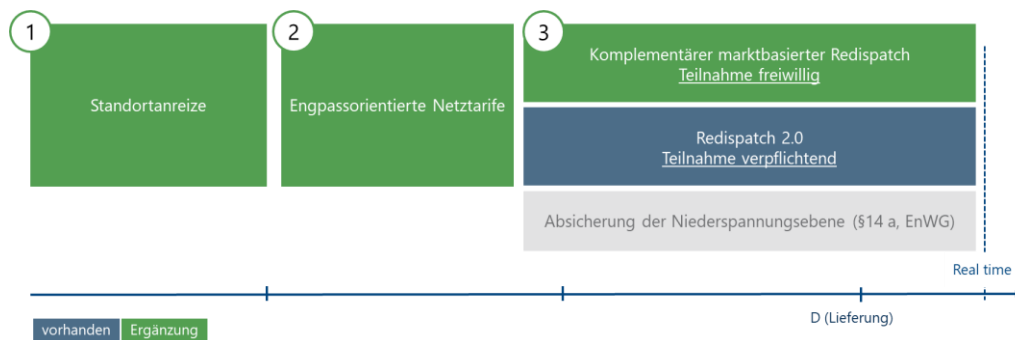 1
Standortanreize
2
Engpassorientierte Netztarife
3
Komplementärer marktbasierter Redispatch
Teilnahme freiwillig
Redispatch 2.0
Teilnahme verpflichtend
Absicherung der Niederspannungsebene (§14 a, EnWG)
Real time
D (Lieferung)
vorhanden Ergänzung